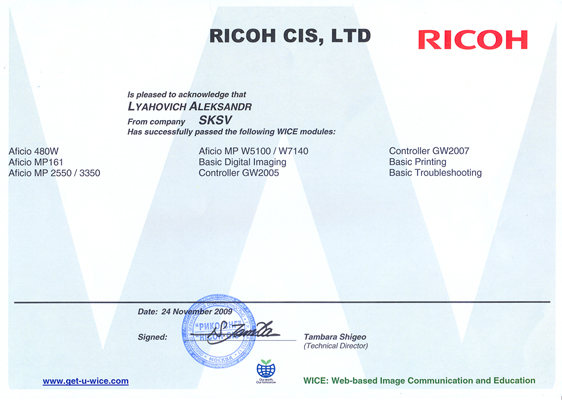 RICOH CIS, LTD
RICOH
Is pleased to acknowledge that
LYAHOVICH ALEKSANDR
From company SKSV
Has successfully passed the following WICE modules:
Aficio 480W
Aficio MP161
Aficio MP 2550 / 3350
Aficio MP W5100 / W7140
Basic Digital Imaging
Controller GW2005
Controller GW2007
Basic Printing
Basic Troubleshooting
Date: 24 November 2009
Signed:
МОСКВА
Tambara Shigeo
(Technical Director)
www.get-u-wice.com
WICE: Web-based Image Communication and Education